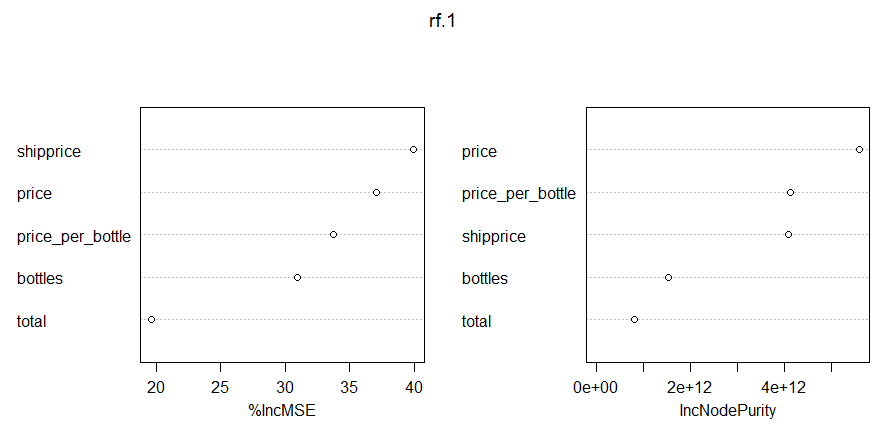 rf.1
shipprice
price
price_per_bottle
bottles
total
20 25 30 35 40
%IncMSE
price
price_per_bottle
shipprice
bottles
total
0e+00 2e+12 4e+12
IncNodePurity